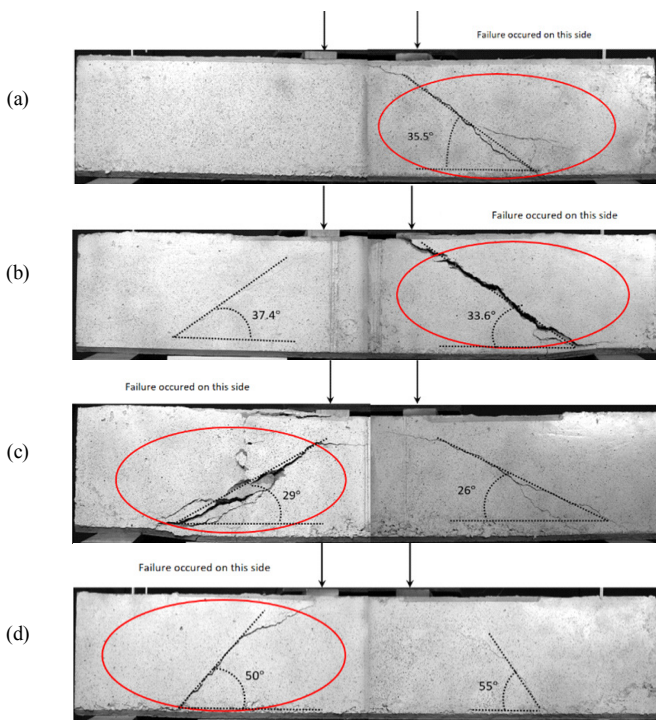 Failure occured on this side
(a)
35.5°
Failure occured on this side
(b)
37.4°
33.6°
Failure occured on this side
(c)
29°
26°
Failure occured on this side
(d)
50°
55°